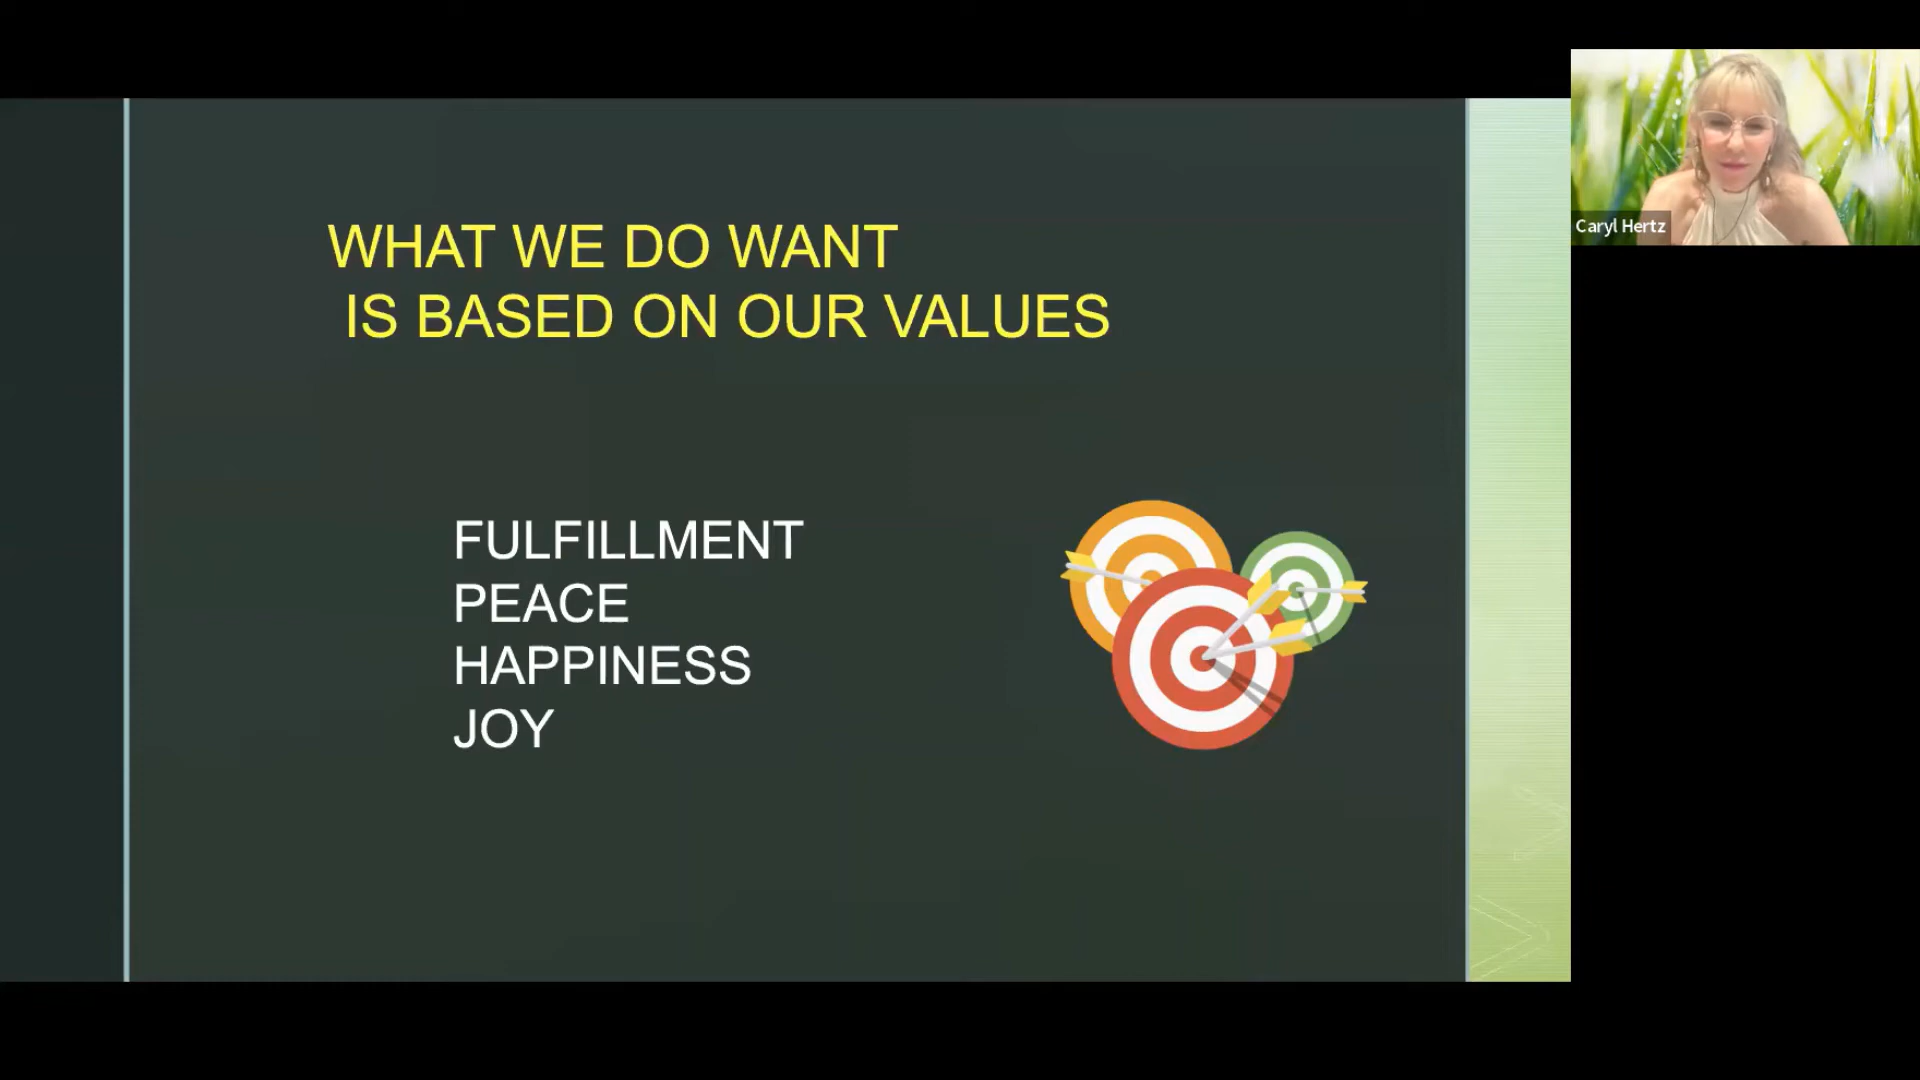 WHAT WE DO WANT
IS BASED ON OUR VALUES
FULFILLMENT
PEACE
HAPPINESS
JOY
Caryl Hertz